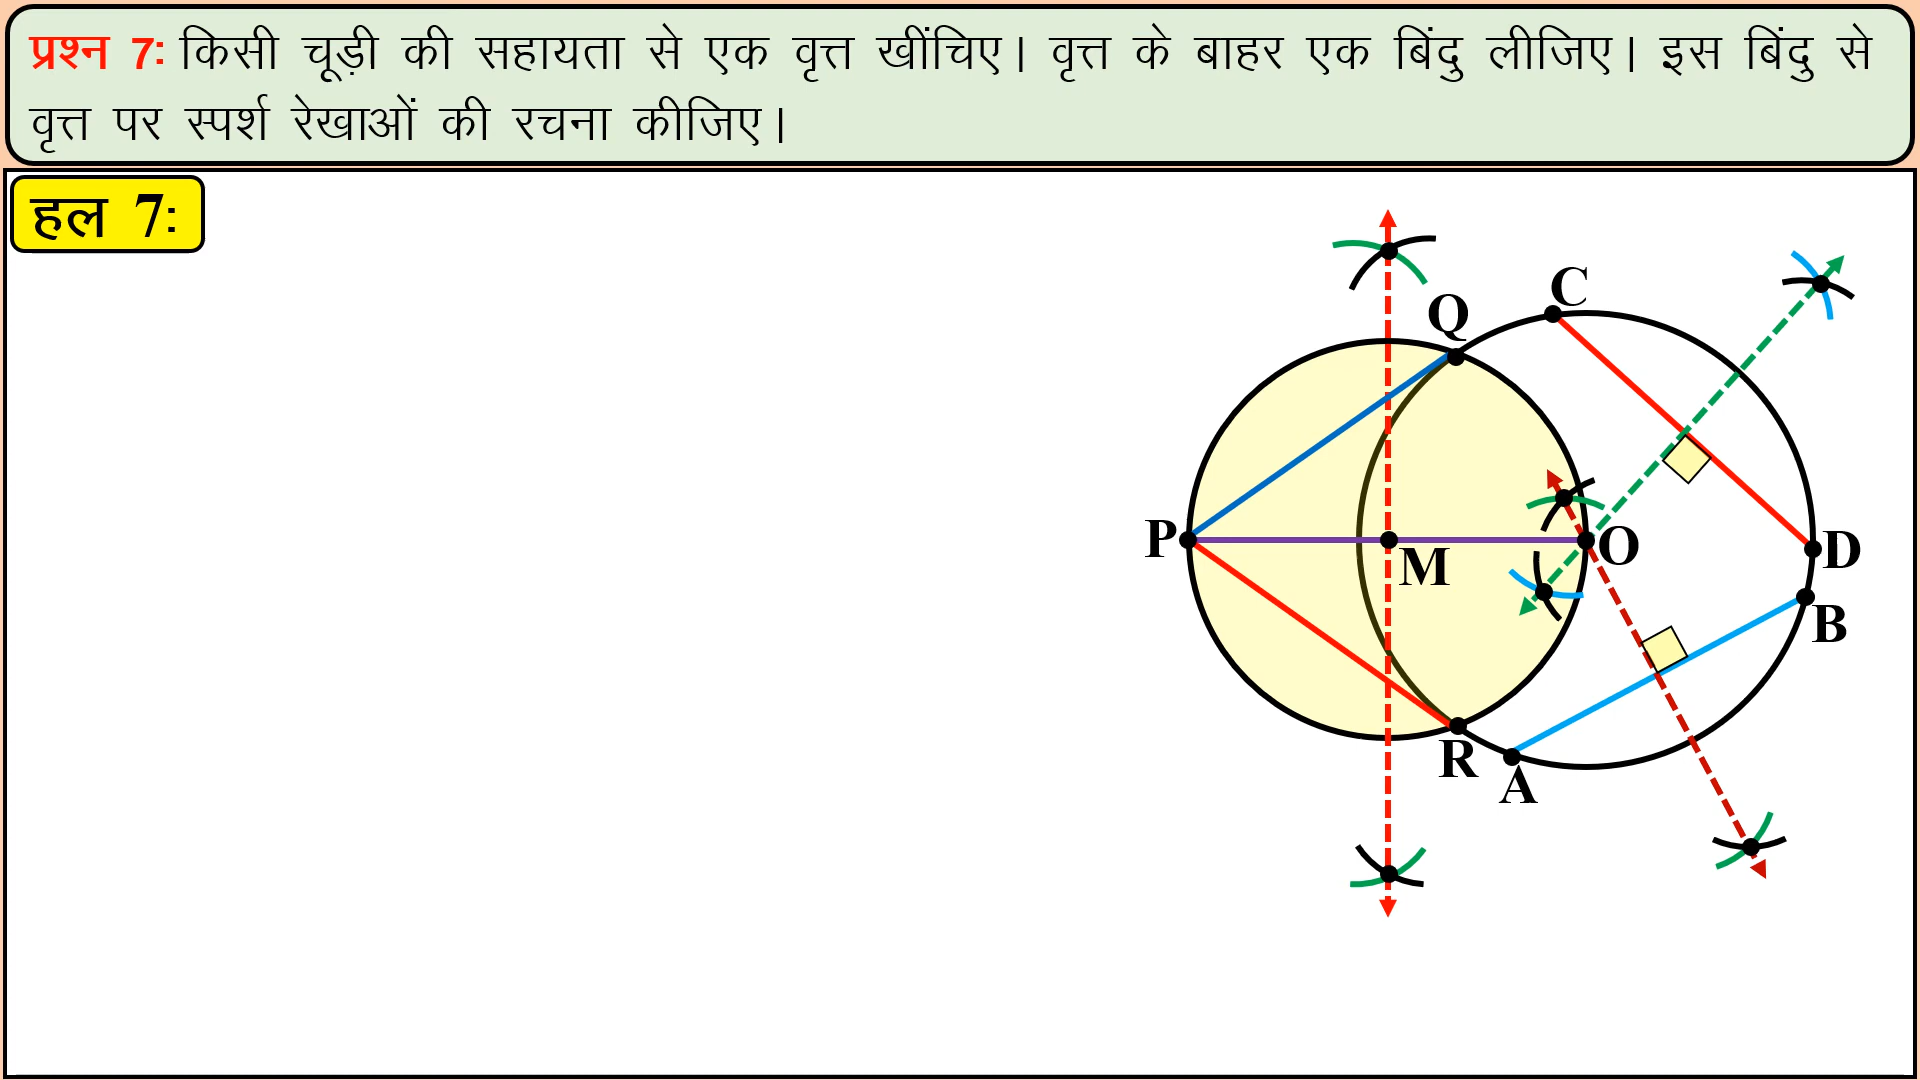 प्रश्न 7: किसी चूड़ी की सहायता से एक वृत्त खींचिए। वृत्त के बाहर एक बिंदु लीजिए। इस बिंदु से
वृत्त पर स्पर्श रेखाओं की रचना कीजिए।
हल 7:
C
Q
P
M
O
D
B
R
A